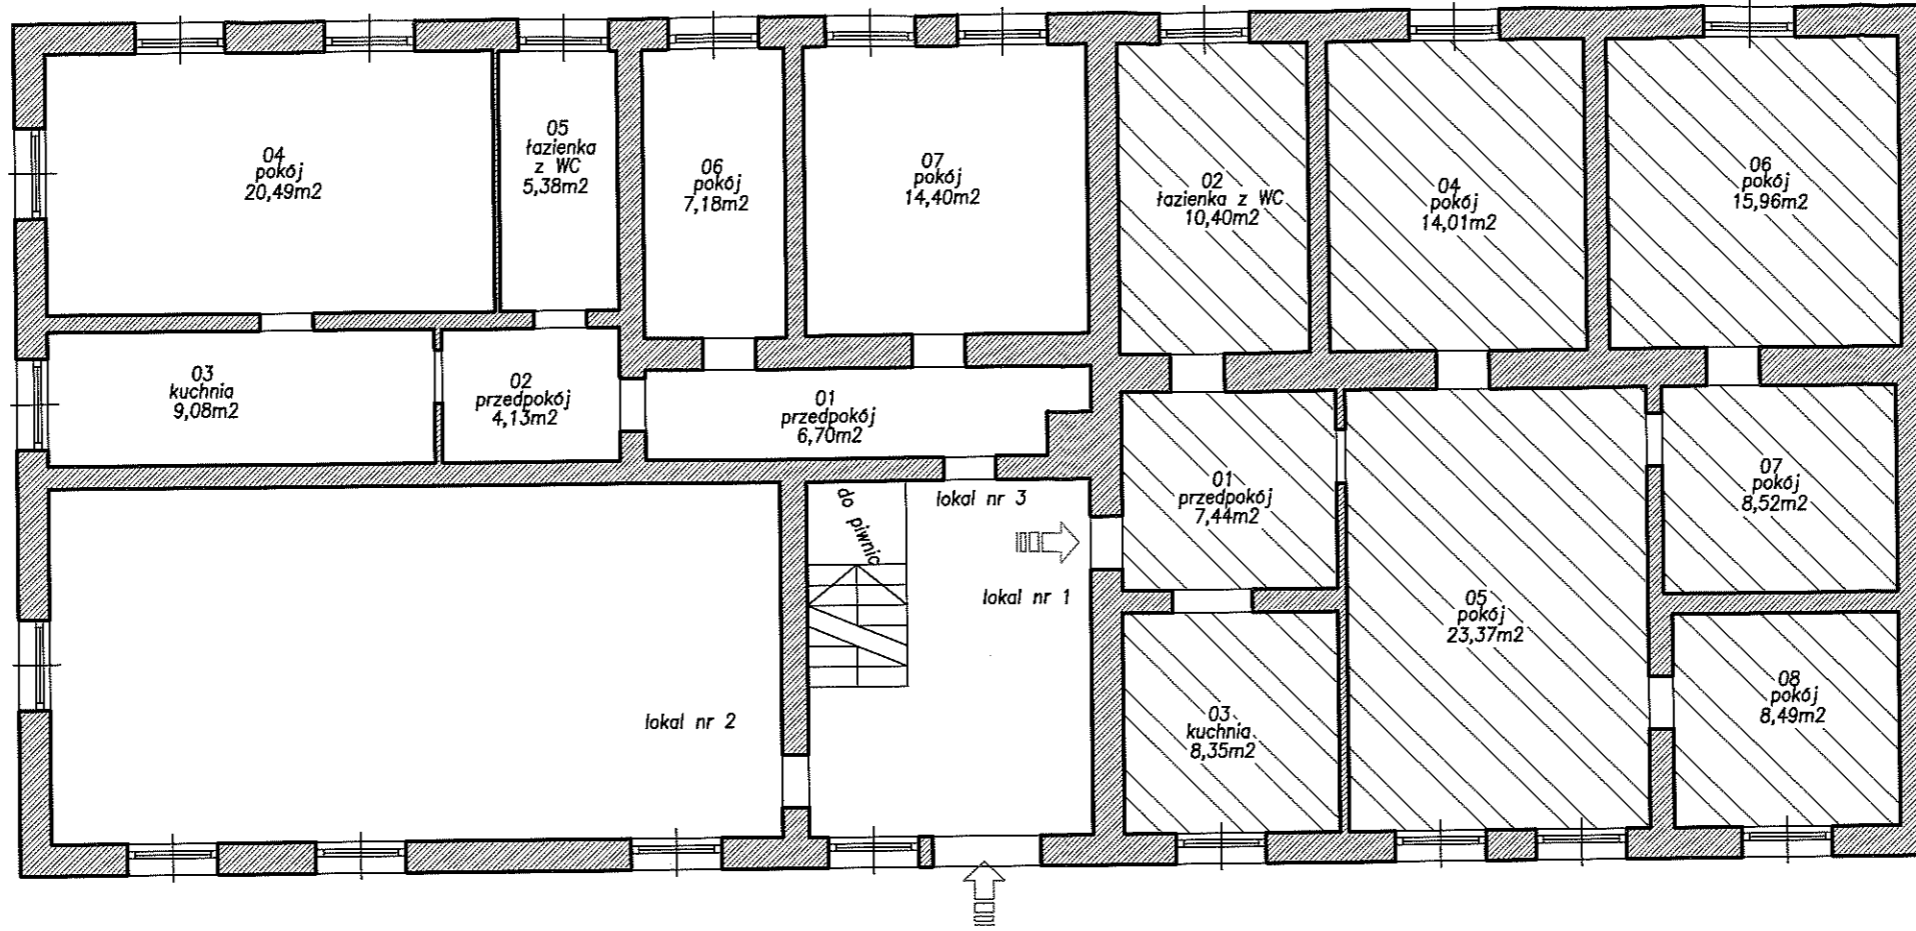 04
pokój
20,49m2
05
łazienka
z WC
5,38m2
06
pokój
7,18m2
07
pokój
14,40m2
02
łazienka z WC
10,40m2
04
pokój
14,01m2
06
pokój
15,96m2
03
kuchnia
9,08m2
02
przedpokój
4,13m2
01
przedpokój
6,70m2
do piwnic
lokal nr 3
lokal nr 1
lokal nr 2
01
przedpokój
7,44m2
03
kuchnia
8,35m2
05
pokój
23,37m2
07
pokój
8,52m2
08
pokój
8,49m2